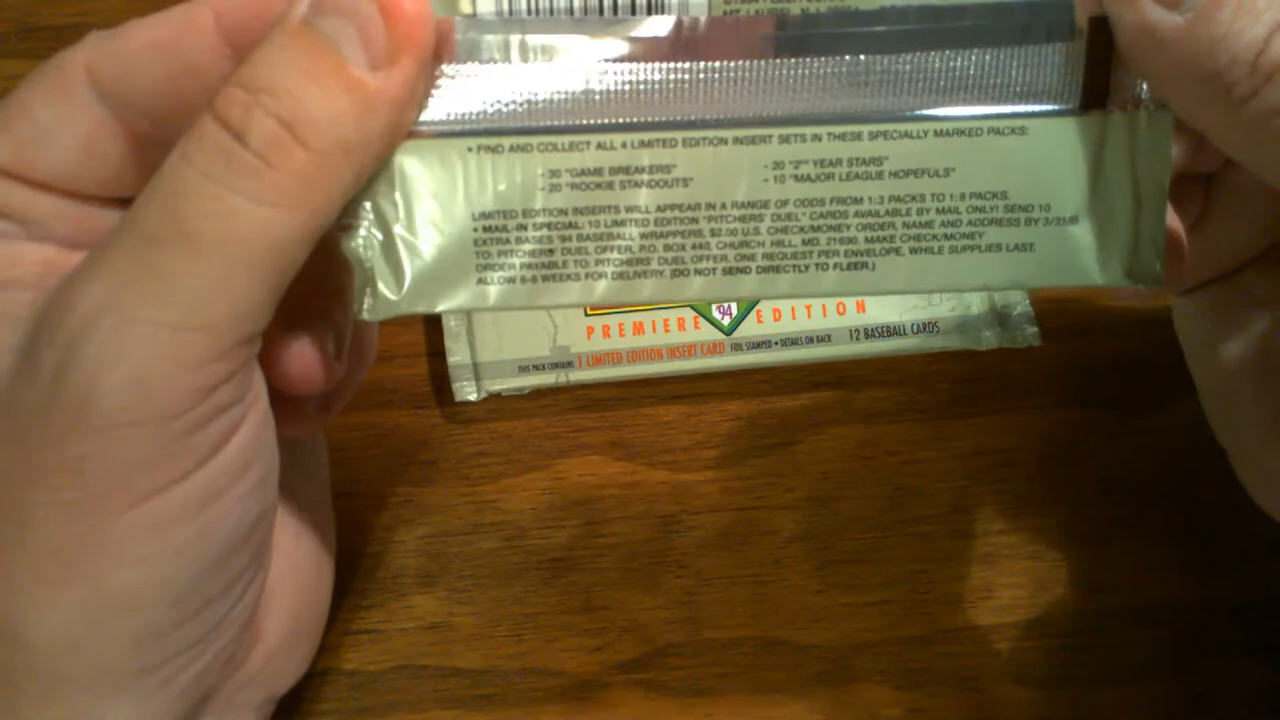 MT. LAUREL, N.J.
• FIND AND COLLECT ALL 4 LIMITED EDITION INSERT SETS IN THESE SPECIALLY MARKED PACKS:
- 30 "GAME BREAKERS" - 20 "2ND YEAR STARS"
- 20 "ROOKIE STANDOUTS" - 10 "MAJOR LEAGUE HOPEFULS"
LIMITED EDITION INSERTS WILL APPEAR IN A RANGE OF ODDS FROM 1:3 PACKS TO 1:8 PACKS.
• MAIL-IN SPECIAL: 10 LIMITED EDITION "PITCHERS' DUEL" CARDS AVAILABLE BY MAIL ONLY! SEND 10
EXTRA BASES '94 BASEBALL WRAPPERS, $2.00 U.S. CHECK/MONEY ORDER, NAME AND ADDRESS BY 3/31/95
TO: PITCHERS' DUEL OFFER, P.O. BOX 440, CHURCH HILL, MD. 21690. MAKE CHECK/MONEY
ORDER PAYABLE TO: PITCHERS' DUEL OFFER. ONE REQUEST PER ENVELOPE, WHILE SUPPLIES LAST.
ALLOW 6-8 WEEKS FOR DELIVERY. (DO NOT SEND DIRECTLY TO FLEER.)
PREMIERE '94 EDITION
THIS PACK CONTAINS 1 LIMITED EDITION INSERT CARD FOIL STAMPED • DETAILS ON BACK 12 BASEBALL CARDS